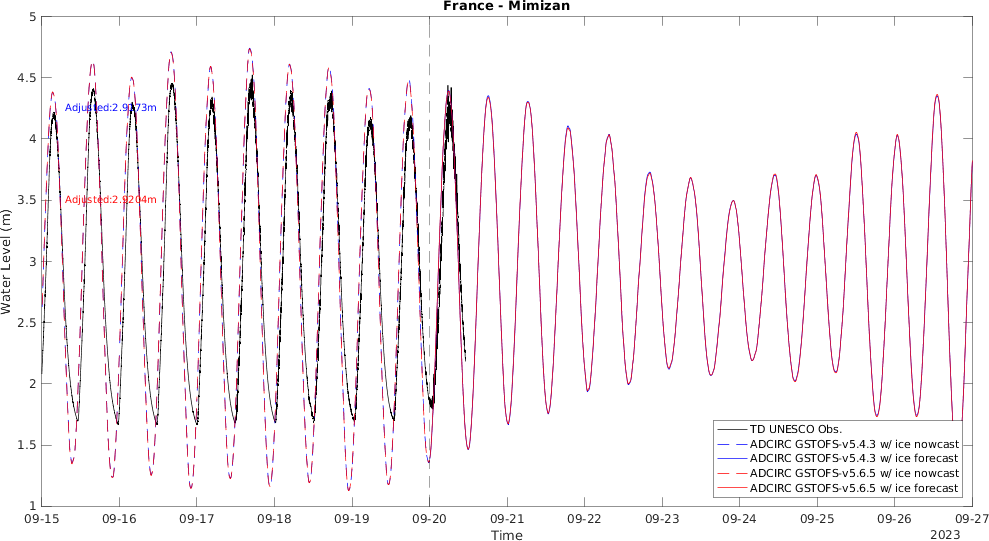 France - Mimizan
Water Level (m)
5
4.5
4
3.5
3
2.5
2
1.5
1
Adjusted:2.9204m
TD UNESCO Obs.
ADCIRC GSTOFS-v5.4.3 w/ ice nowcast
ADCIRC GSTOFS-v5.4.3 w/ ice forecast
ADCIRC GSTOFS-v5.6.5 w/ ice nowcast
ADCIRC GSTOFS-v5.6.5 w/ ice forecast
09-15 09-16 09-17 09-18 09-19 09-20 09-21 09-22 09-23 09-24 09-25 09-26 09-27
Time
2023